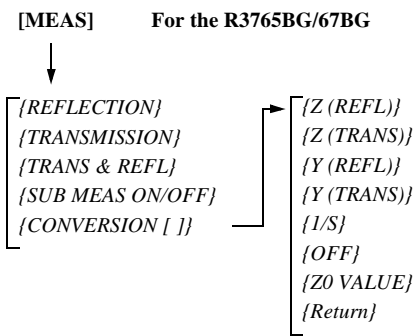 [MEAS] For the R3765BG/67BG
{REFLECTION}
{TRANSMISSION}
{TRANS & REFL}
{SUB MEAS ON/OFF}
{CONVERSION [ ]}
{Z (REFL)}
{Z (TRANS)}
{Y (REFL)}
{Y (TRANS)}
{1/S}
{OFF}
{Z0 VALUE}
{Return}